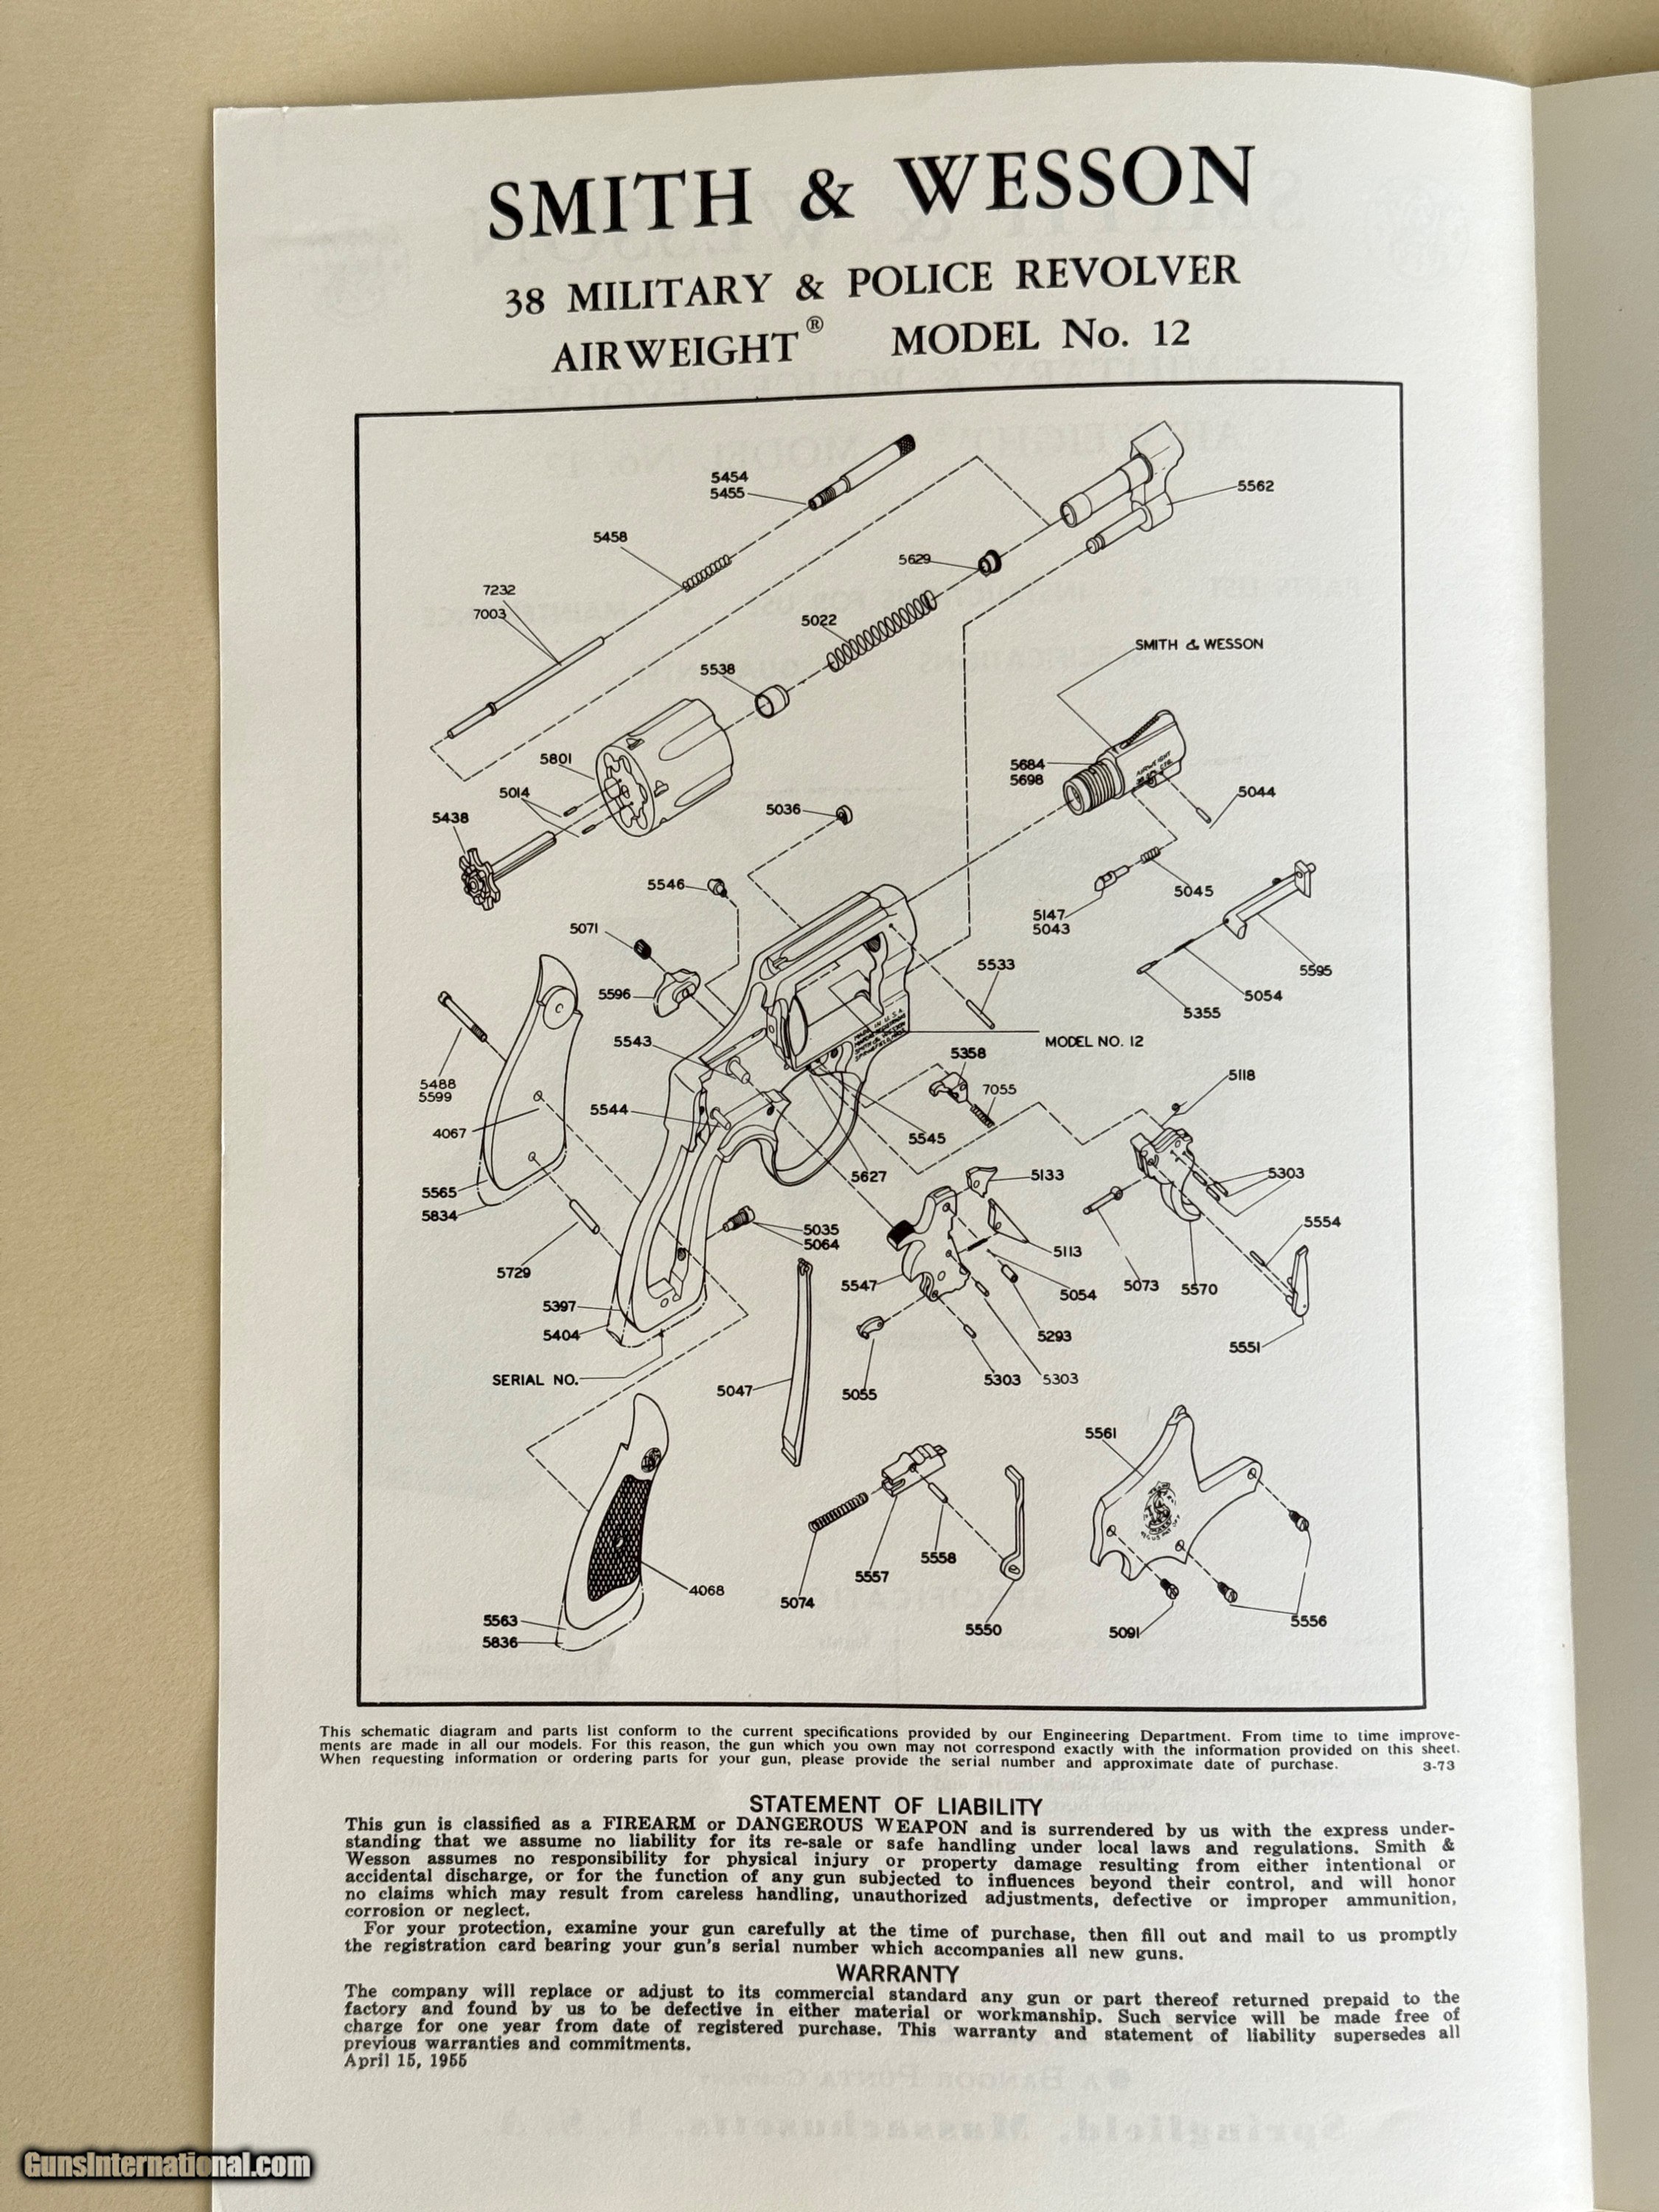 SMITH & WESSON
38 MILITARY & POLICE REVOLVER
AIRWEIGHT® MODEL No. 12
5454
5455
5562
5458
5629
7232
7003
5022
SMITH & WESSON
5538
5801
5684
5698
AIRWEIGHT
5014
5036
5044
5438
5546
5045
5147
5043
5071
5533
5595
5596
5054
5355
MADE IN U.S.A.
5543
MODEL NO. 12
5358
5488
5599
7055
5118
5544
4067
5545
5627
5133
5303
5565
5834
5554
5035
5064
5113
5729
5547
5054
5073
5570
5397
5404
5293
5551
SERIAL NO.
5047
5055
5303
5303
5561
5558
5557
4068
5074
5563
5836
5550
5091
5556
This schematic diagram and parts list conform to the current specifications provided by our Engineering Department. From time to time improve-
ments are made in all our models. For this reason, the gun which you own may not correspond exactly with the information provided on this sheet.
When requesting information or ordering parts for your gun, please provide the serial number and approximate date of purchase. 3-73
STATEMENT OF LIABILITY
This gun is classified as a FIREARM or DANGEROUS WEAPON and is surrendered by us with the express under-
standing that we assume no liability for its re-sale or safe handling under local laws and regulations. Smith &
Wesson assumes no responsibility for physical injury or property damage resulting from either intentional or
accidental discharge, or for the function of any gun subjected to influences beyond their control, and will honor
no claims which may result from careless handling, unauthorized adjustments, defective or improper ammunition,
corrosion or neglect.
For your protection, examine your gun carefully at the time of purchase, then fill out and mail to us promptly
the registration card bearing your gun's serial number which accompanies all new guns.
WARRANTY
The company will replace or adjust to its commercial standard any gun or part thereof returned prepaid to the
factory and found by us to be defective in either material or workmanship. Such service will be made free of
charge for one year from date of registered purchase. This warranty and statement of liability supersedes all
previous warranties and commitments.
April 15, 1955
GunsInternational.com